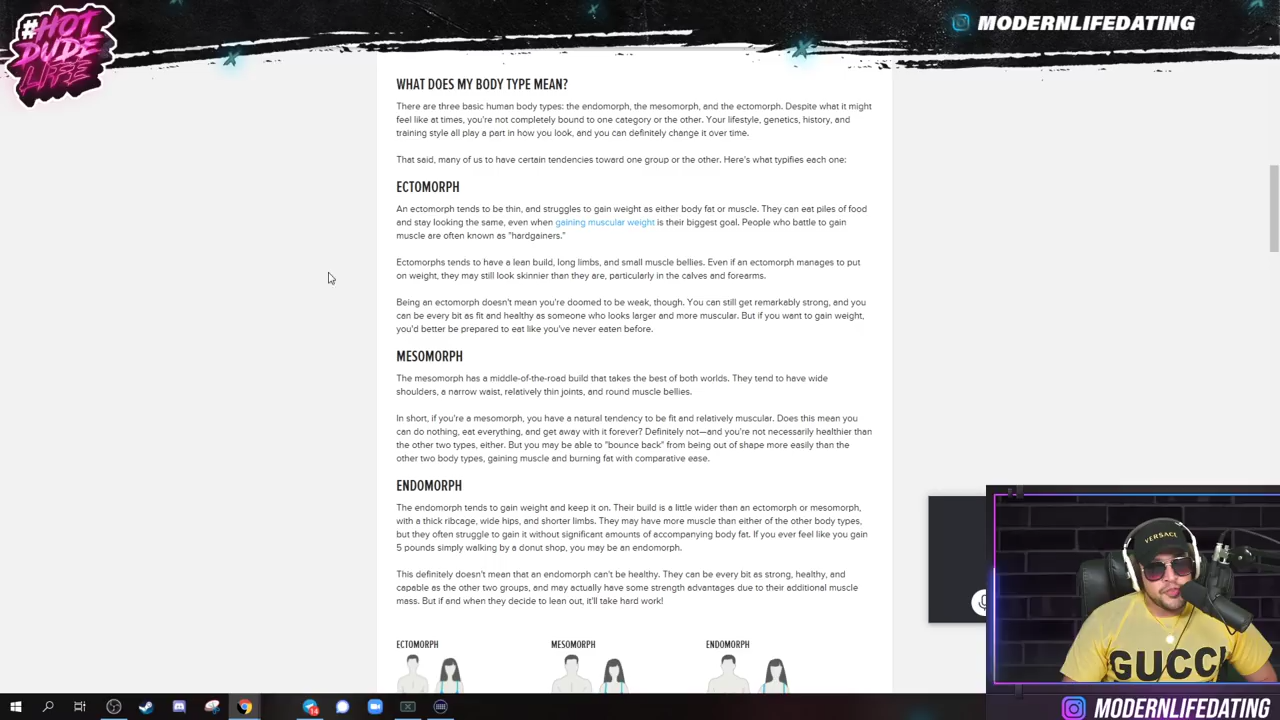 #HOT
DUDE
LIFE
MODERNLIFEDATING
WHAT DOES MY BODY TYPE MEAN?
There are three basic human body types: the endomorph, the mesomorph, and the ectomorph. Despite what it might
feel like at times, you're not completely bound to one category or the other. Your lifestyle, genetics, history, and
training style all play a part in how you look, and you can definitely change it over time.
That said, many of us to have certain tendencies toward one group or the other. Here's what typifies each one:
ECTOMORPH
An ectomorph tends to be thin, and struggles to gain weight as either body fat or muscle. They can eat piles of food
and stay looking the same, even when gaining muscular weight is their biggest goal. People who battle to gain
muscle are often known as "hardgainers."
Ectomorphs tends to have a lean build, long limbs, and small muscle bellies. Even if an ectomorph manages to put
on weight, they may still look skinnier than they are, particularly in the calves and forearms.
Being an ectomorph doesn't mean you're doomed to be weak, though. You can still get remarkably strong, and you
can be every bit as fit and healthy as someone who looks larger and more muscular. But if you want to gain weight,
you'd better be prepared to eat like you've never eaten before.
MESOMORPH
The mesomorph has a middle-of-the-road build that takes the best of both worlds. They tend to have wide
shoulders, a narrow waist, relatively thin joints, and round muscle bellies.
In short, if you're a mesomorph, you have a natural tendency to be fit and relatively muscular. Does this mean you
can do nothing, eat everything, and get away with it forever? Definitely not—and you're not necessarily healthier than
the other two types, either. But you may be able to "bounce back" from being out of shape more easily than the
other two body types, gaining muscle and burning fat with comparative ease.
ENDOMORPH
The endomorph tends to gain weight and keep it on. Their build is a little wider than an ectomorph or mesomorph,
with a thick ribcage, wide hips, and shorter limbs. They may have more muscle than either of the other body types,
but they often struggle to gain it without significant amounts of accompanying body fat. If you ever feel like you gain
5 pounds simply walking by a donut shop, you may be an endomorph.
This definitely doesn't mean that an endomorph can't be healthy. They can be every bit as strong, healthy, and
capable as the other two groups, and may actually have some strength advantages due to their additional muscle
mass. But if and when they decide to lean out, it'll take hard work!
ECTOMORPH
MESOMORPH
ENDOMORPH
VERSACE
GUCCI
14
MODERNLIFEDATING